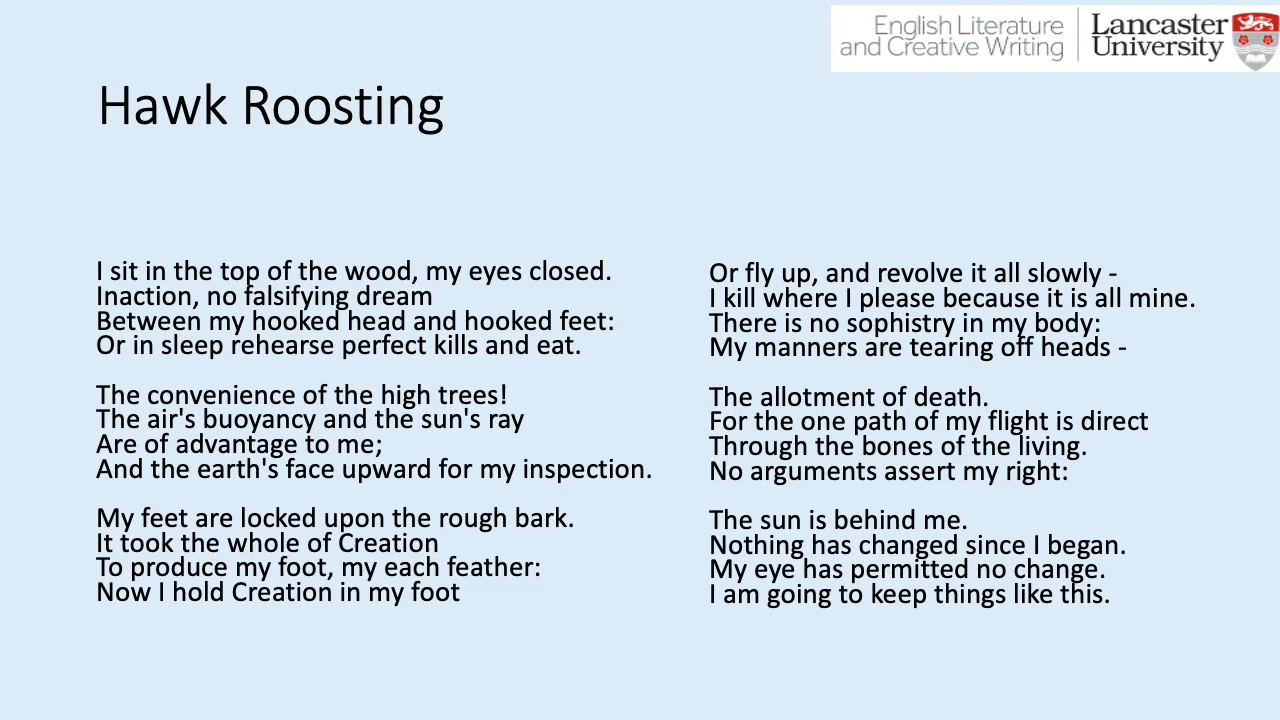 English Literature
and Creative Writing
Lancaster
University
Hawk Roosting
I sit in the top of the wood, my eyes closed.
Inaction, no falsifying dream
Between my hooked head and hooked feet:
Or in sleep rehearse perfect kills and eat.
The convenience of the high trees!
The air's buoyancy and the sun's ray
Are of advantage to me;
And the earth's face upward for my inspection.
My feet are locked upon the rough bark.
It took the whole of Creation
To produce my foot, my each feather:
Now I hold Creation in my foot
Or fly up, and revolve it all slowly -
I kill where I please because it is all mine.
There is no sophistry in my body:
My manners are tearing off heads -
The allotment of death.
For the one path of my flight is direct
Through the bones of the living.
No arguments assert my right:
The sun is behind me.
Nothing has changed since I began.
My eye has permitted no change.
I am going to keep things like this.